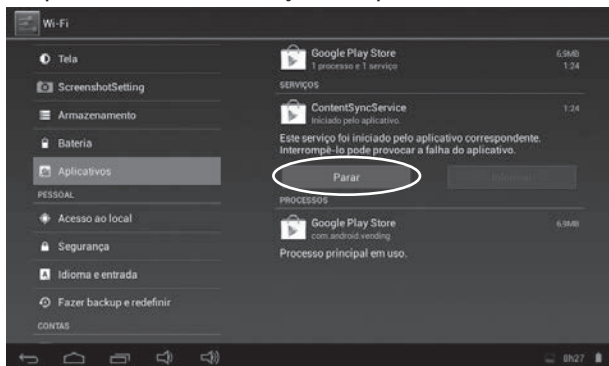 Wi-Fi
Tela
ScreenshotSetting
Armazenamento
Bateria
Aplicativos
PESSOAL
Acesso ao local
Segurança
Idioma e entrada
Fazer backup e redefinir
CONTAS
Google Play Store
6,9MB
1 processo e 1 serviço
1:24
SERVIÇOS
ContentSyncService
1:24
Iniciado pelo aplicativo.
Este serviço foi iniciado pelo aplicativo correspondente.
Interrompê-lo pode provocar a falha do aplicativo.
Parar
PROCESSOS
Google Play Store
6,9MB
com.android.vending
Processo principal em uso.
0h27